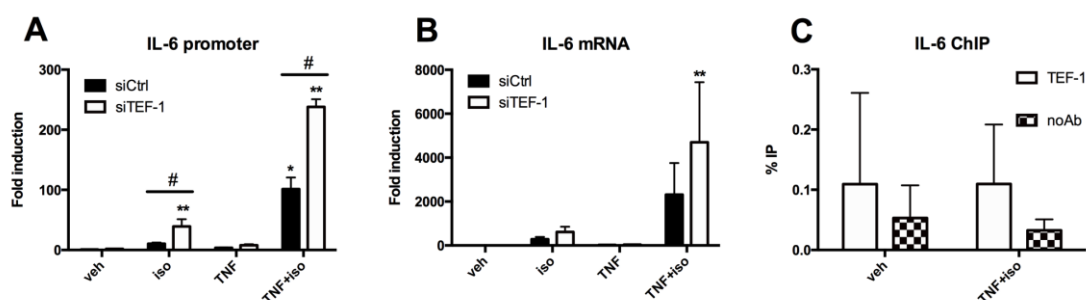 A
IL-6 promoter
Fold induction
300
200
100
0
siCtrl
siTEF-1
#
**
#
*
**
veh
iso
TNF
TNF+iso
B
IL-6 mRNA
Fold induction
8000
6000
4000
2000
0
siCtrl
siTEF-1
**
veh
iso
TNF
TNF+iso
C
IL-6 ChIP
% IP
0.3
0.2
0.1
0.0
TEF-1
noAb
veh
TNF+iso